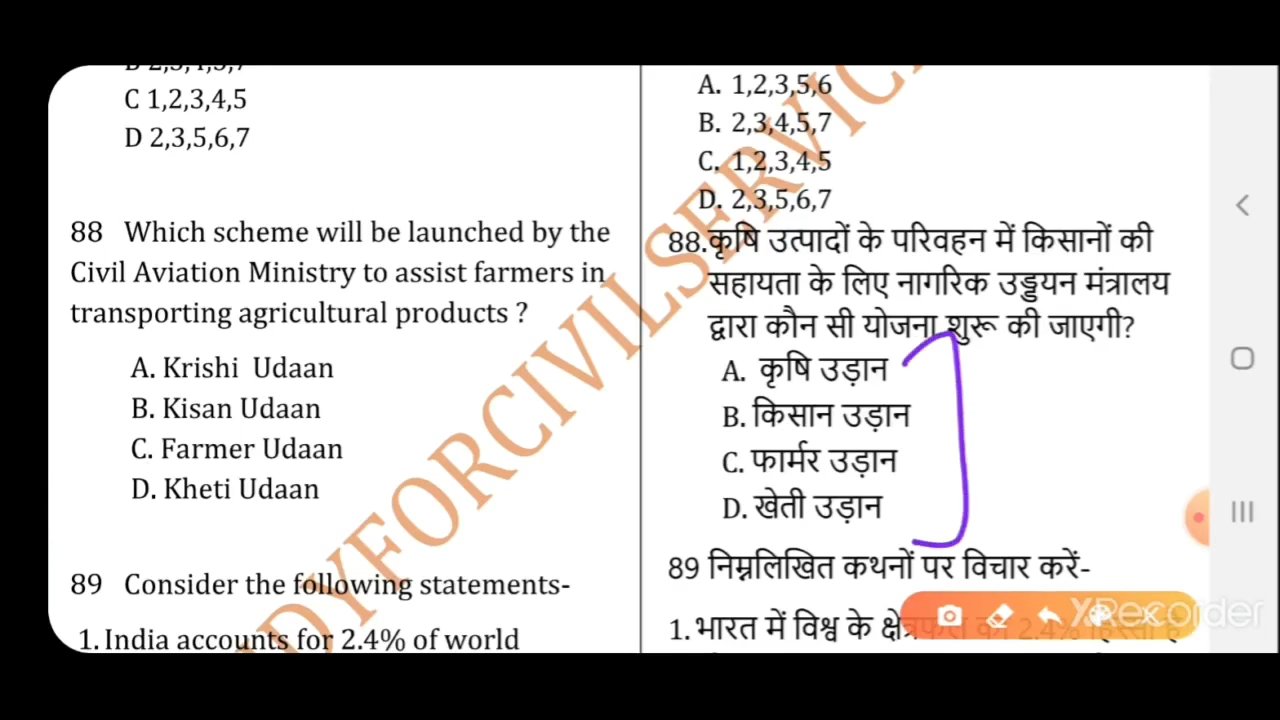 C 1,2,3,4,5
D 2,3,5,6,7
88 Which scheme will be launched by the
Civil Aviation Ministry to assist farmers in
transporting agricultural products ?
A. Krishi Udaan
B. Kisan Udaan
C. Farmer Udaan
D. Kheti Udaan
89 Consider the following statements-
1. India accounts for 2.4% of world
A. 1,2,3,5,6
B. 2,3,4,5,7
C. 1,2,3,4,5
D. 2,3,5,6,7
88.कृषि उत्पादों के परिवहन में किसानों की
सहायता के लिए नागरिक उड्डयन मंत्रालय
द्वारा कौन सी योजना शुरू की जाएगी?
A. कृषि उड़ान
B. किसान उड़ान
C. फार्मर उड़ान
D. खेती उड़ान
89 निम्नलिखित कथनों पर विचार करें-
1. भारत में विश्व के क्षेत्रफल का 2.4% हिस्सा है
DYFORCIVILSERVIC
XRecorder